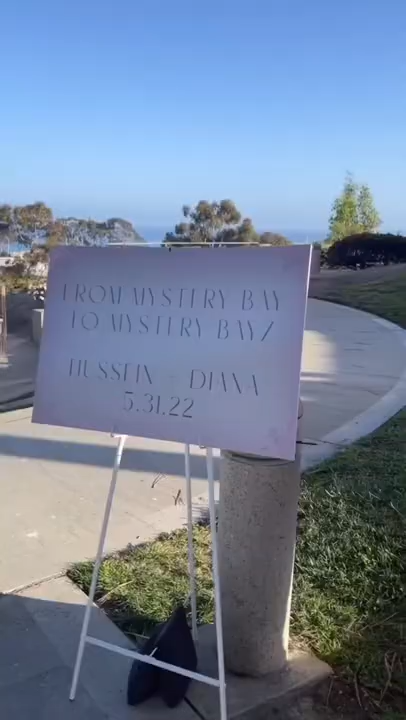 FROM MYSTERY BAY
TO MYSTERY BAYZ
HUSSEIN + DIANA
5.31.22